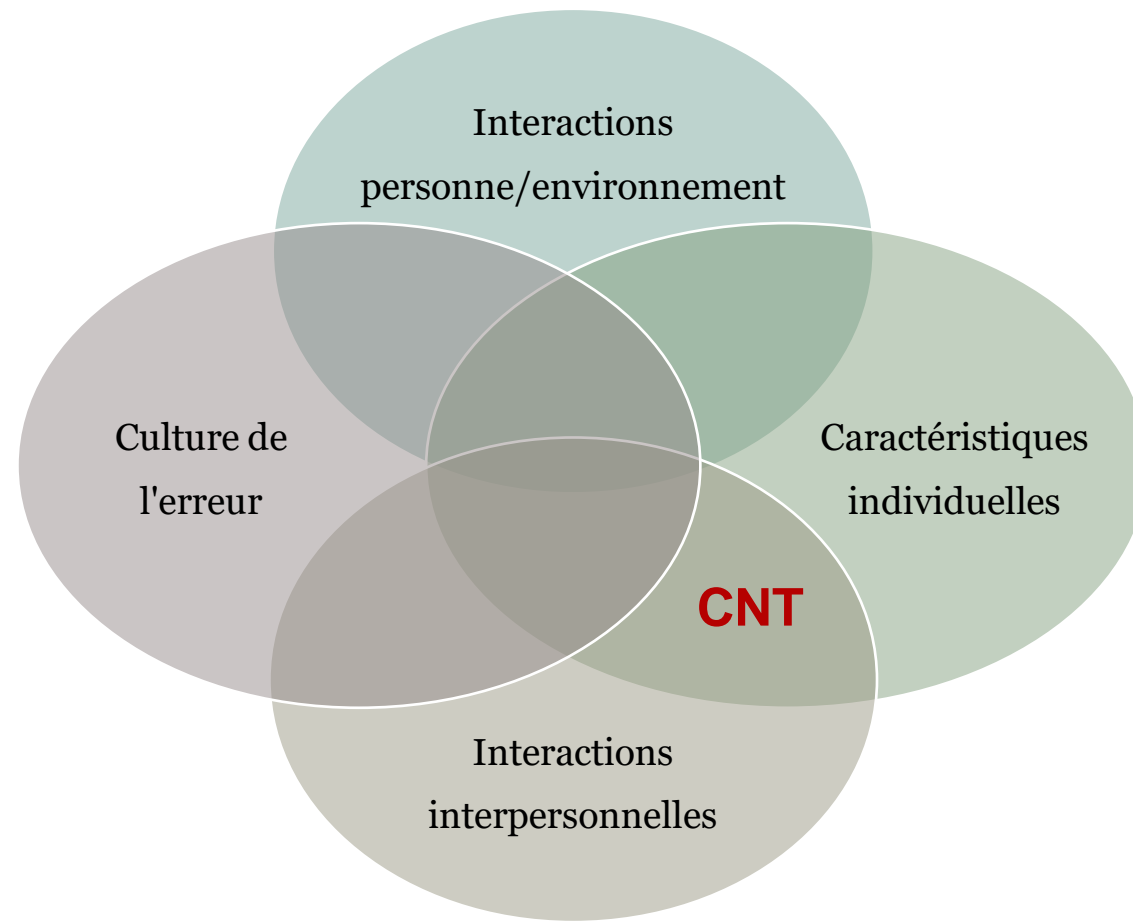 Interactions
personne/environnement
Culture de
l'erreur
Caractéristiques
individuelles
CNT
Interactions
interpersonnelles